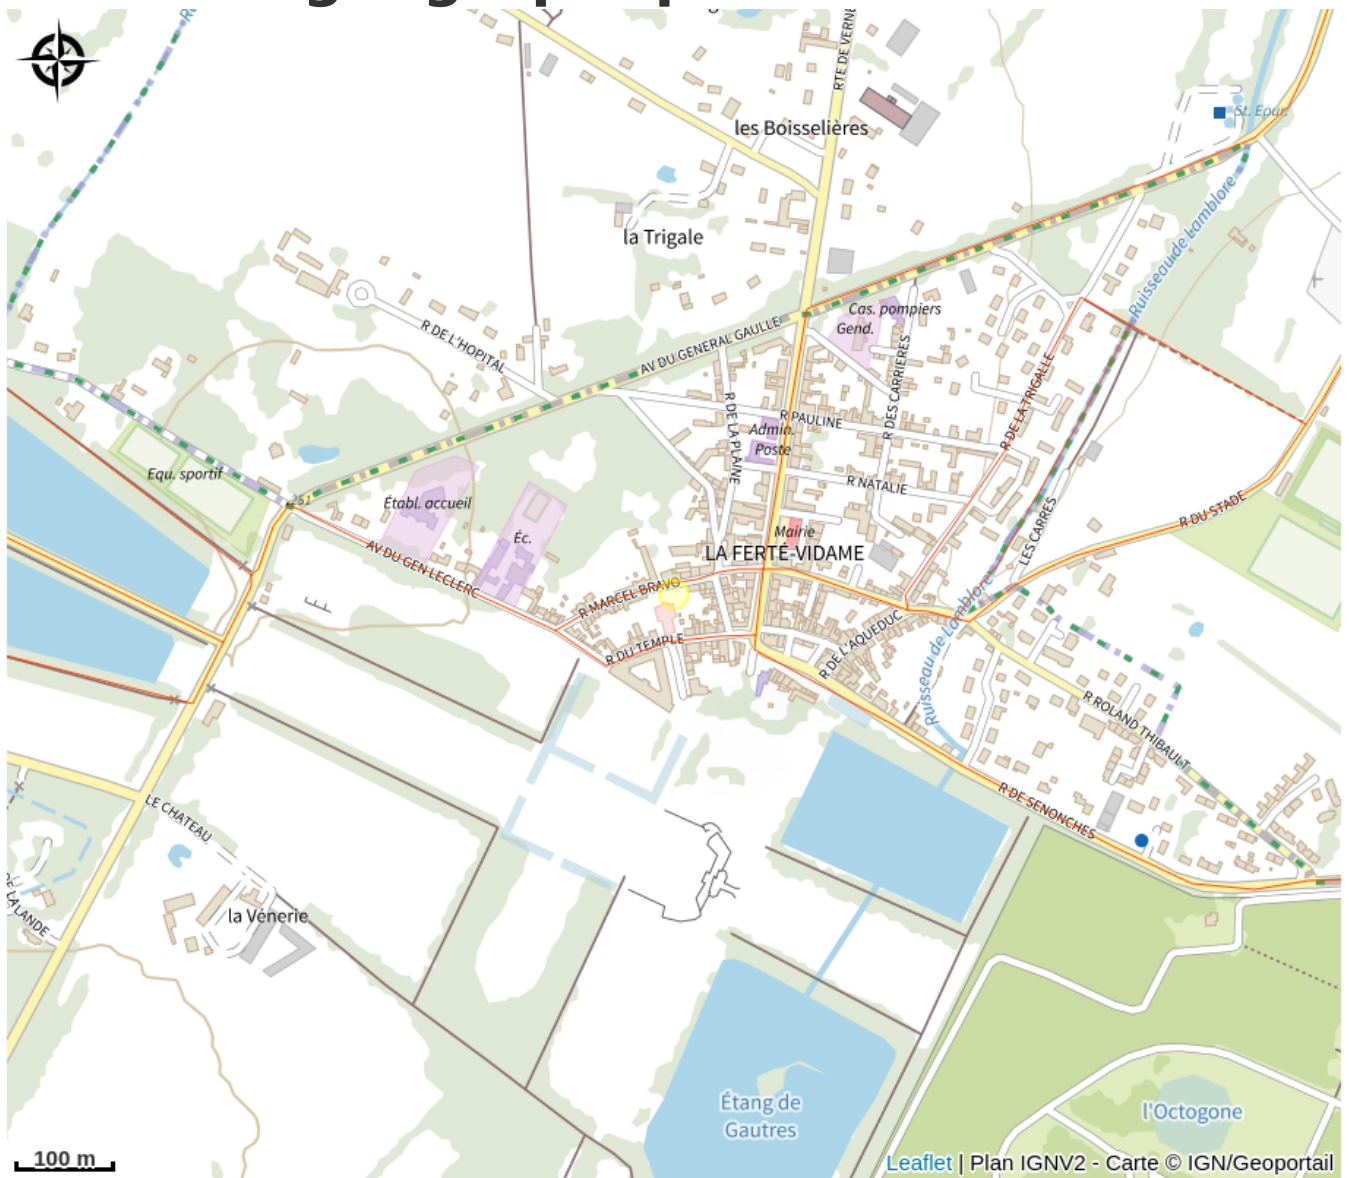 RTE DE VERNE
les Boisselières
St. Epur.
la Trigale
Ruisseau de Lamblore
Cas. pompiers
Gend.
R DE L'HOPITAL
AV DU GENERAL GAULLE
R DES CARRIERES
R DE LA TRIGALLE
R DE LA PLAINE
R PAULINE
Admin.
Poste
Equ. sportif
R NATALIE
251
Établ. accueil
R DU STADE
Éc.
Mairie
LES CARRES
LA FERTÉ-VIDAME
AV DU GEN LECLERC
R MARCEL BRAVO
R DU TEMPLE
R DE L'AQUEDUC
Ruisseau de Lamblore
R ROLAND THIBAULT
R DE SENONCHES
LE CHATEAU
DE LA LANDE
la Vénerie
Étang de
Gautres
l'Octogone
100 m
Leaflet | Plan IGNV2 - Carte © IGN/Geoportail